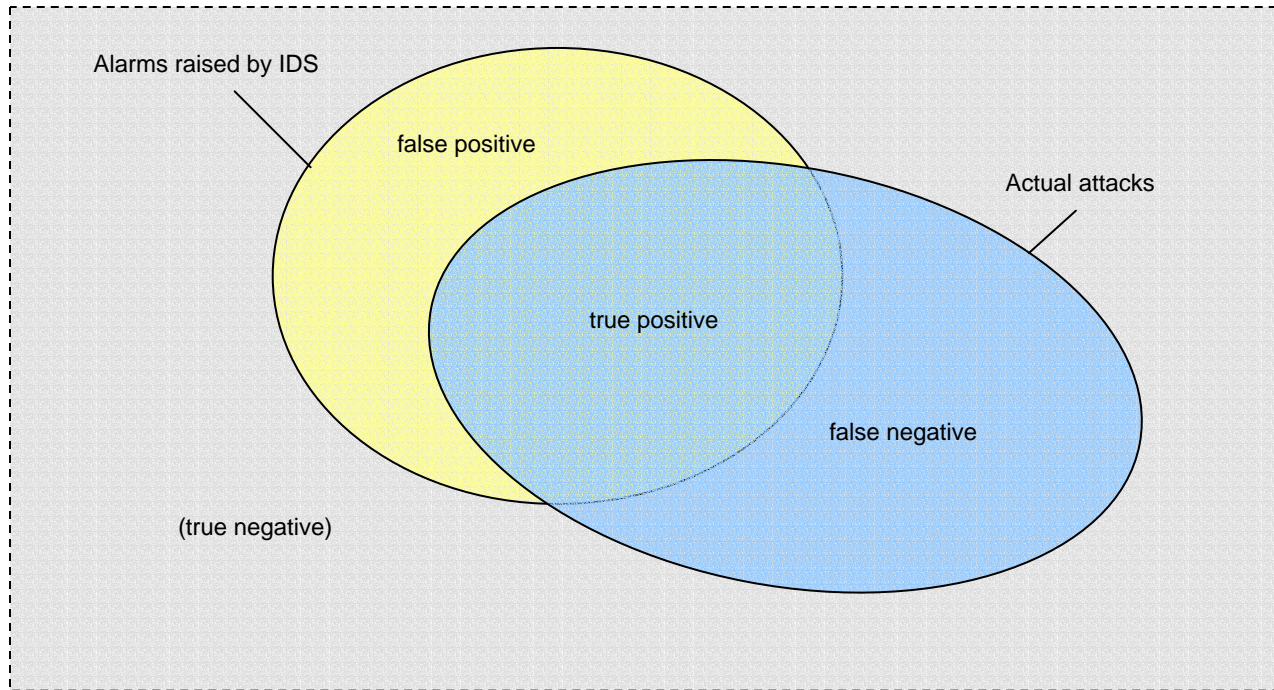 Alarms raised by IDS
false positive
Actual attacks
true positive
false negative
(true negative)